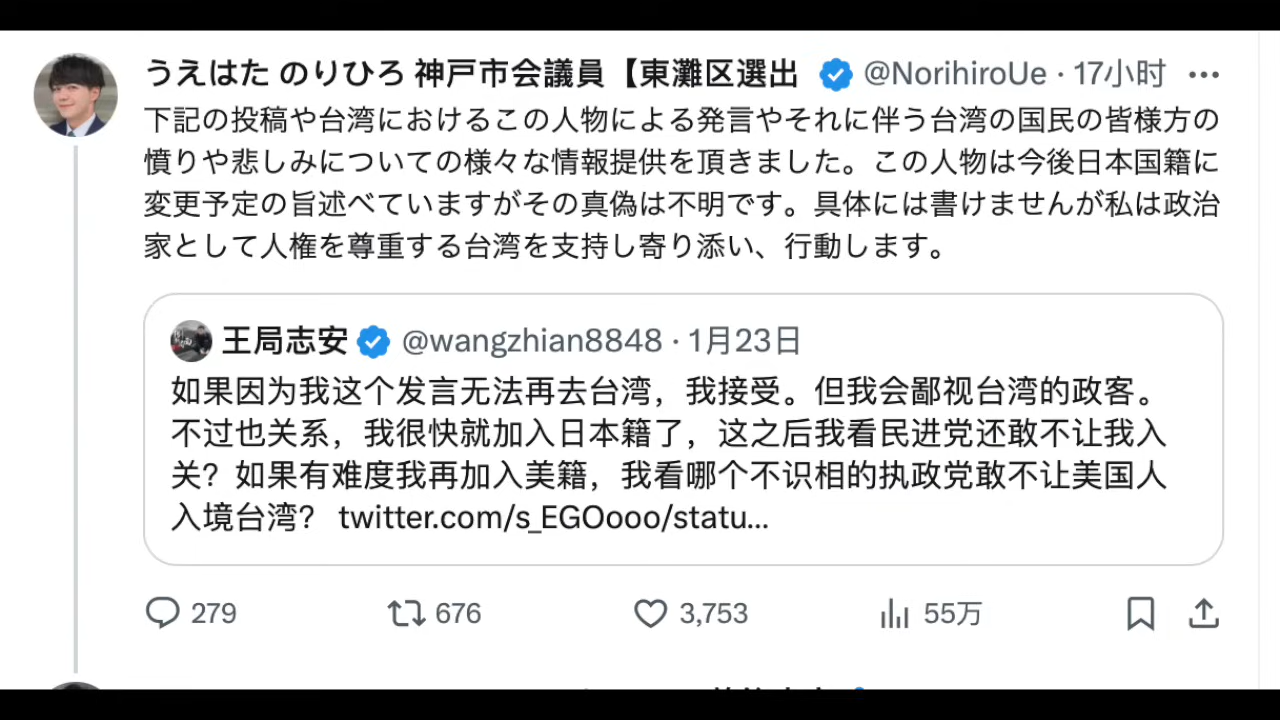 うえはた のりひろ 神戸市会議員【東灘区選出 @NorihiroUe · 17小时
下記の投稿や台湾におけるこの人物による発言やそれに伴う台湾の国民の皆様方の
憤りや悲しみについての様々な情報提供を頂きました。この人物は今後日本国籍に
変更予定の旨述べていますがその真偽は不明です。具体には書けませんが私は政治
家として人権を尊重する台湾を支持し寄り添い、行動します。
王局志安 @wangzhian8848 · 1月23日
如果因为我这个发言无法再去台湾，我接受。但我会鄙视台湾的政客。
不过也关系，我很快就加入日本籍了，这之后我看民进党还敢不让我入
关？如果有难度我再加入美籍，我看哪个不识相的执政党敢不让美国人
入境台湾？ twitter.com/s_EGOooo/statu...
279 676 3,753 55万